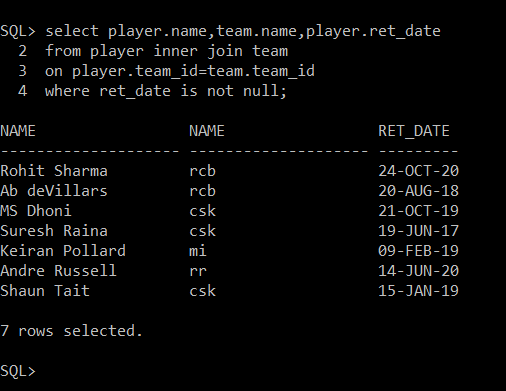 SQL> select player.name,team.name,player.ret_date
  2  from player inner join team
  3  on player.team_id=team.team_id
  4  where ret_date is not null;
NAME                 NAME                 RET_DATE
-------------------- -------------------- ---------
Rohit Sharma         rcb                  24-OCT-20
Ab deVillars         rcb                  20-AUG-18
MS Dhoni             csk                  21-OCT-19
Suresh Raina         csk                  19-JUN-17
Keiran Pollard       mi                   09-FEB-19
Andre Russell        rr                   14-JUN-20
Shaun Tait           csk                  15-JAN-19
7 rows selected.
SQL>